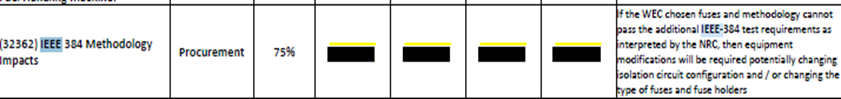 (32362) IEEE 384 Methodology
Impacts
Procurement
75%
If the WEC chosen fuses and methodology cannot
pass the additional IEEE-384 test requirements as
interpreted by the NRC, then equipment
modifications will be required potentially changing
isolation circuit configuration and / or changing the
type of fuses and fuse holders